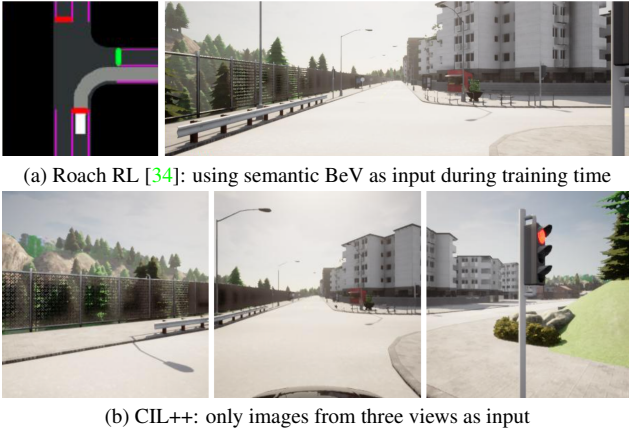 (a) Roach RL [34]: using semantic BeV as input during training time
(b) CIL++: only images from three views as input